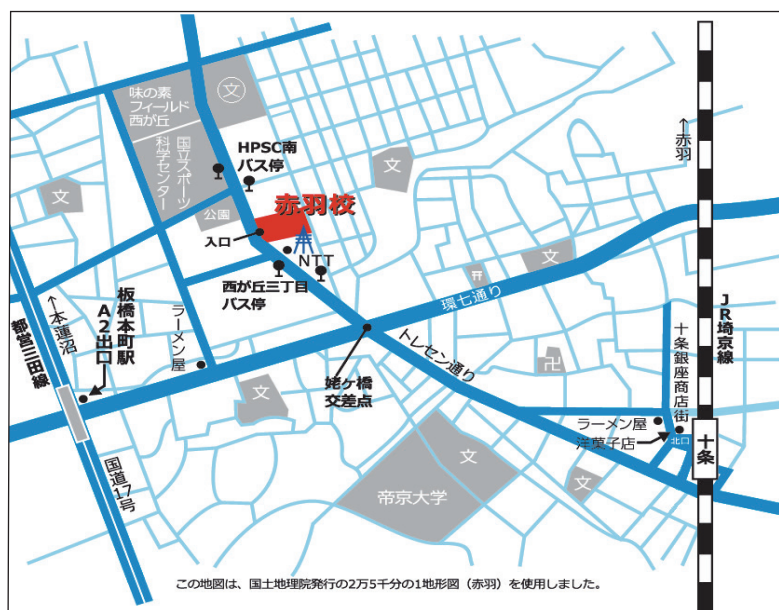 味の素
フィールド
西が丘
文
国立スポーツ
科学センター
HPSC南
バス停
文
↑赤羽
文
公園
赤羽校
入口
NTT
西が丘三丁目
バス停
文
環七通り
JR埼京線
↑本蓮沼
板橋本町駅
A2出口
都営三田線
ラーメン屋
トレセン通り
姥ヶ橋
交差点
卍
十条銀座商店街
文
ラーメン屋
洋菓子店
北口
十条
国道17号
文
文
帝京大学
この地図は、国土地理院発行の2万5千分の1地形図（赤羽）を使用しました。